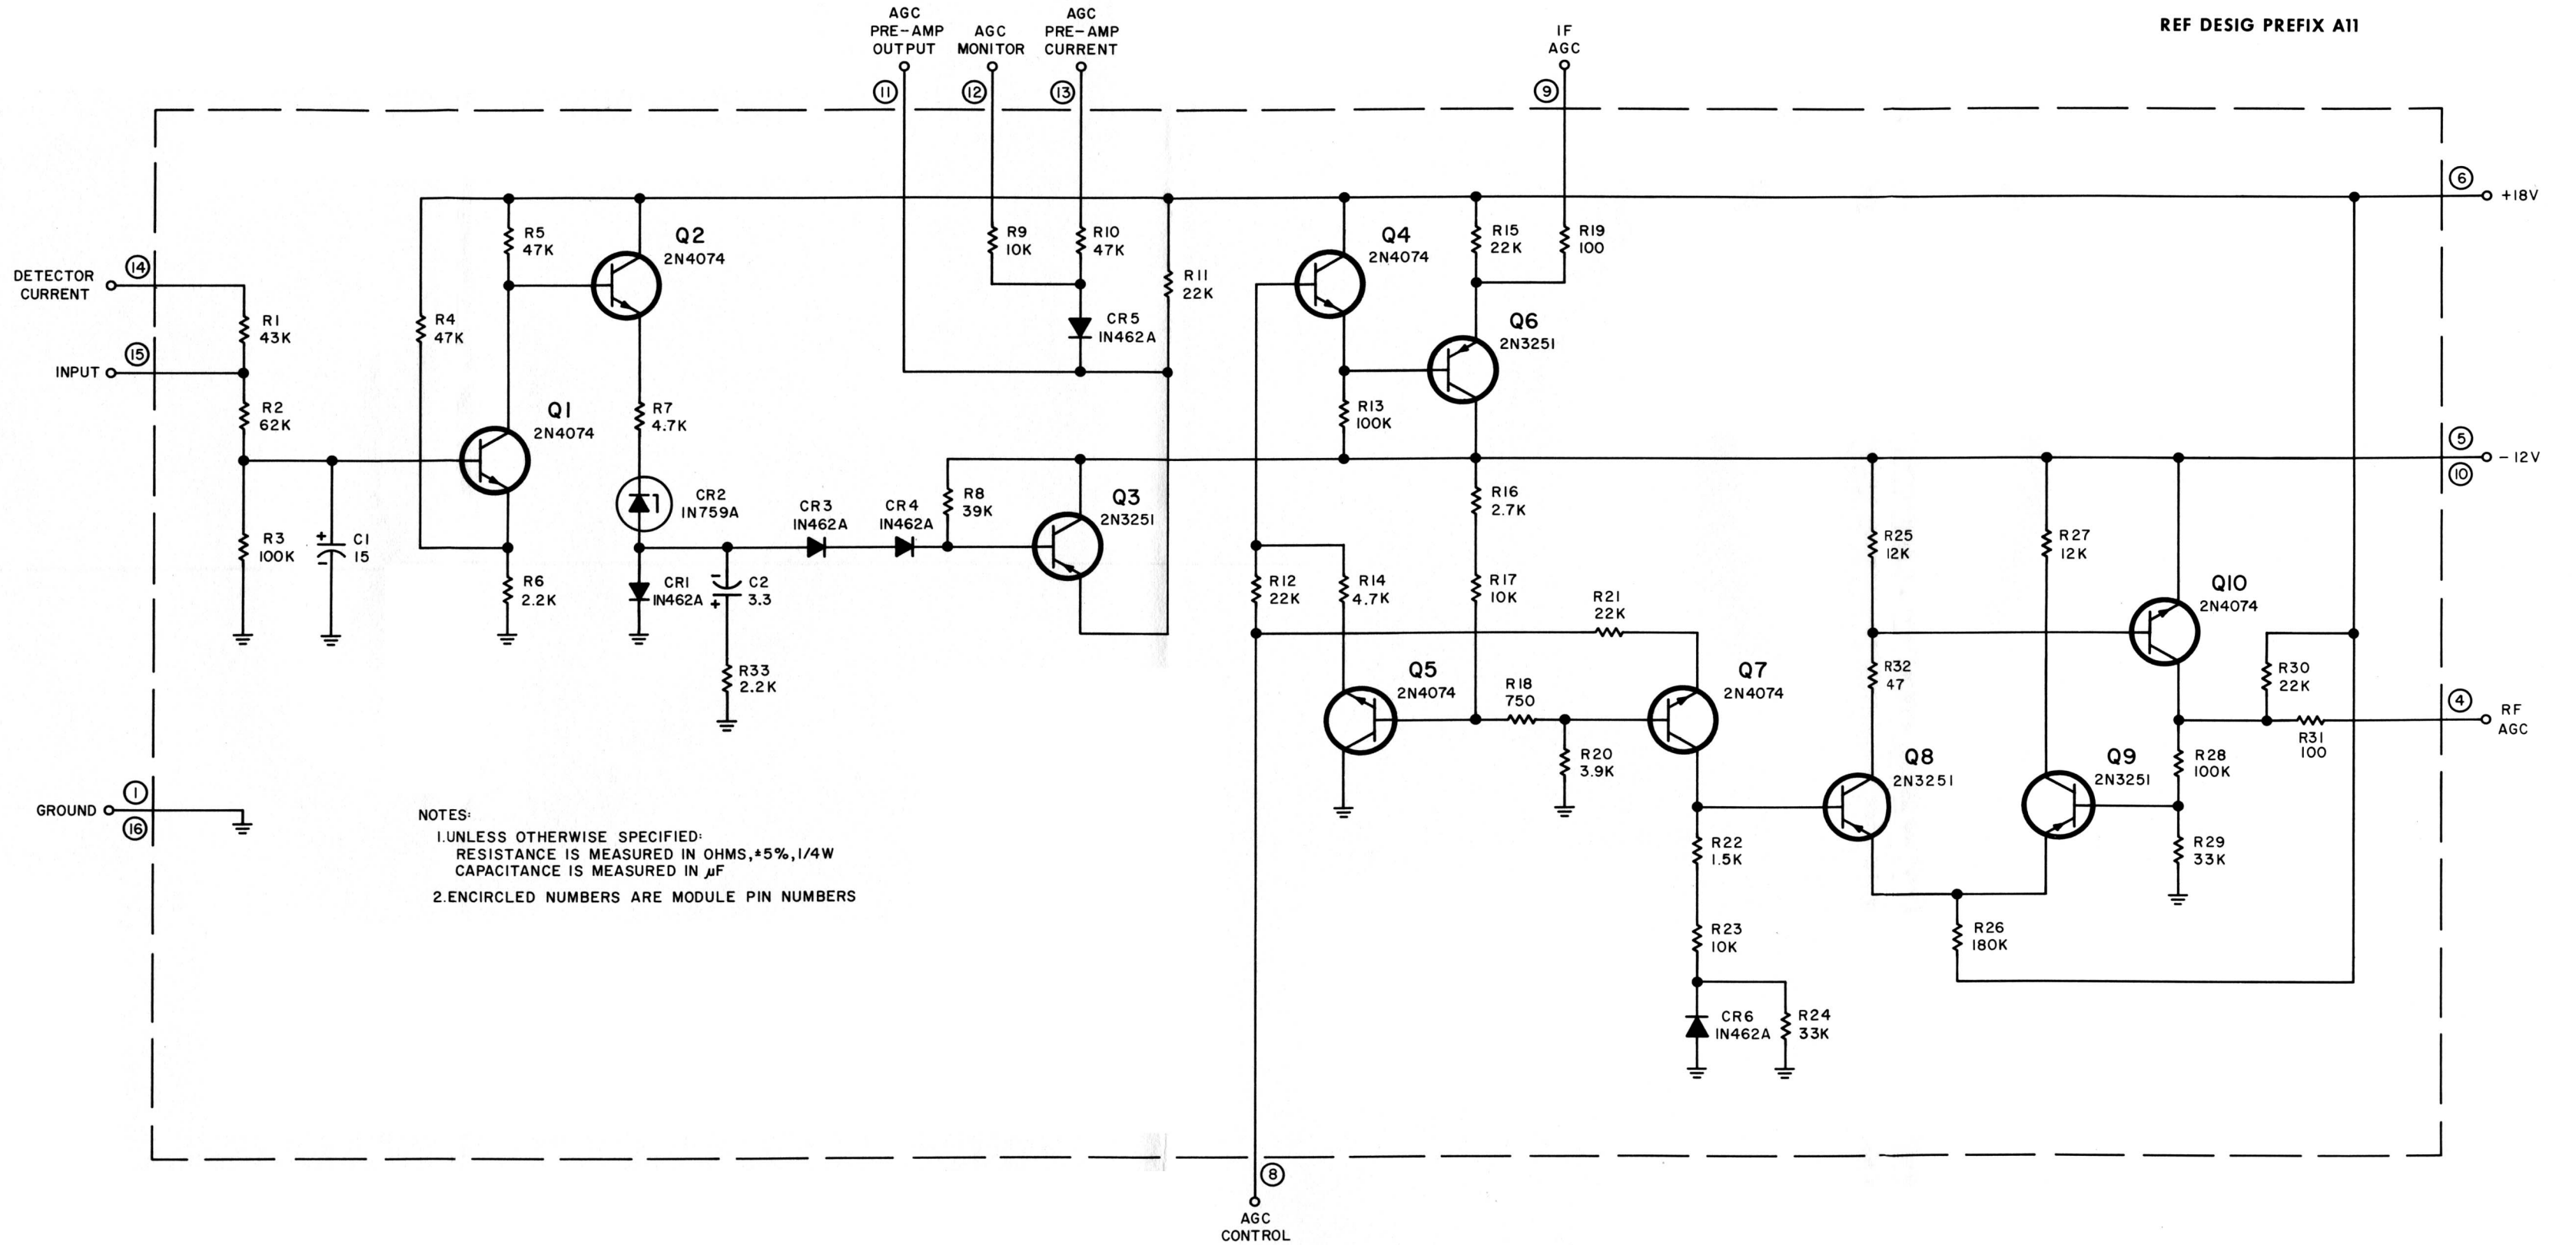 REF DESIG PREFIX A11
AGC
PRE-AMP
OUTPUT
AGC
MONITOR
AGC
PRE-AMP
CURRENT
IF
AGC
11
12
13
9
6
+18V
5
-12V
10
4
RF
AGC
14
DETECTOR
CURRENT
15
INPUT
1
GROUND
16
8
AGC
CONTROL
R1
43K
R2
62K
R3
100K
+
C1
15
-
R4
47K
R5
47K
Q1
2N4074
R6
2.2K
Q2
2N4074
R7
4.7K
CR2
1N759A
CR1
1N462A
-
C2
3.3
+
R33
2.2K
CR3
1N462A
CR4
1N462A
R8
39K
Q3
2N3251
R9
10K
R10
47K
CR5
1N462A
R11
22K
Q4
2N4074
R13
100K
R15
22K
R19
100
Q6
2N3251
R16
2.7K
R12
22K
R14
4.7K
R17
10K
R21
22K
Q5
2N4074
R18
750
R20
3.9K
Q7
2N4074
R22
1.5K
R23
10K
CR6
1N462A
R24
33K
R25
12K
R32
47
Q8
2N3251
R27
12K
Q9
2N3251
R26
180K
Q10
2N4074
R30
22K
R31
100
R28
100K
R29
33K
NOTES:
1.UNLESS OTHERWISE SPECIFIED:
RESISTANCE IS MEASURED IN OHMS,±5%,1/4W
CAPACITANCE IS MEASURED IN µF
2.ENCIRCLED NUMBERS ARE MODULE PIN NUMBERS